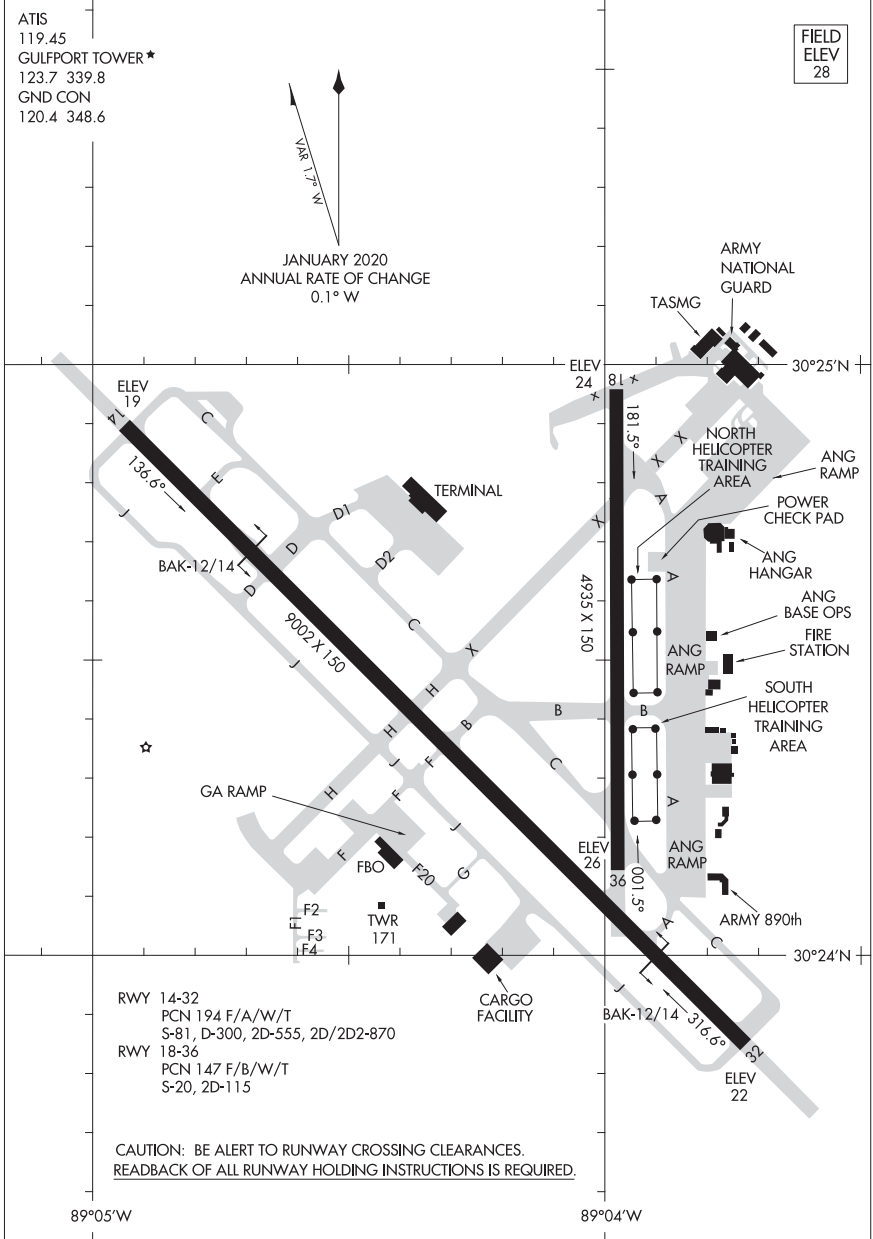 ATIS
119.45
GULFPORT TOWER★
123.7 339.8
GND CON
120.4 348.6
FIELD
ELEV
28
VAR 1.7° W
JANUARY 2020
ANNUAL RATE OF CHANGE
0.1° W
ARMY
NATIONAL
GUARD
TASMG
30°25'N
ELEV
24
18
x
x
181.5°
ELEV
19
14
136.6°
C
E
J
D1
TERMINAL
D
D2
BAK-12/14
D
9002 X 150
J
C
X
H
H
B
J
F
F
H
GA RAMP
F
FBO
F20
J
G
F1
F2
F3
F4
TWR
171
CARGO
FACILITY
NORTH
HELICOPTER
TRAINING
AREA
X
X
X
A
ANG
RAMP
POWER
CHECK PAD
ANG
HANGAR
4935 X 150
A
ANG
BASE OPS
FIRE
STATION
ANG
RAMP
B
B
SOUTH
HELICOPTER
TRAINING
AREA
C
A
ELEV
26
36
001.5°
ANG
RAMP
ARMY 890th
A
C
30°24'N
J
BAK-12/14
316.6°
32
ELEV
22
RWY 14-32
PCN 194 F/A/W/T
S-81, D-300, 2D-555, 2D/2D2-870
RWY 18-36
PCN 147 F/B/W/T
S-20, 2D-115
CAUTION: BE ALERT TO RUNWAY CROSSING CLEARANCES.
READBACK OF ALL RUNWAY HOLDING INSTRUCTIONS IS REQUIRED.
89°05'W
89°04'W